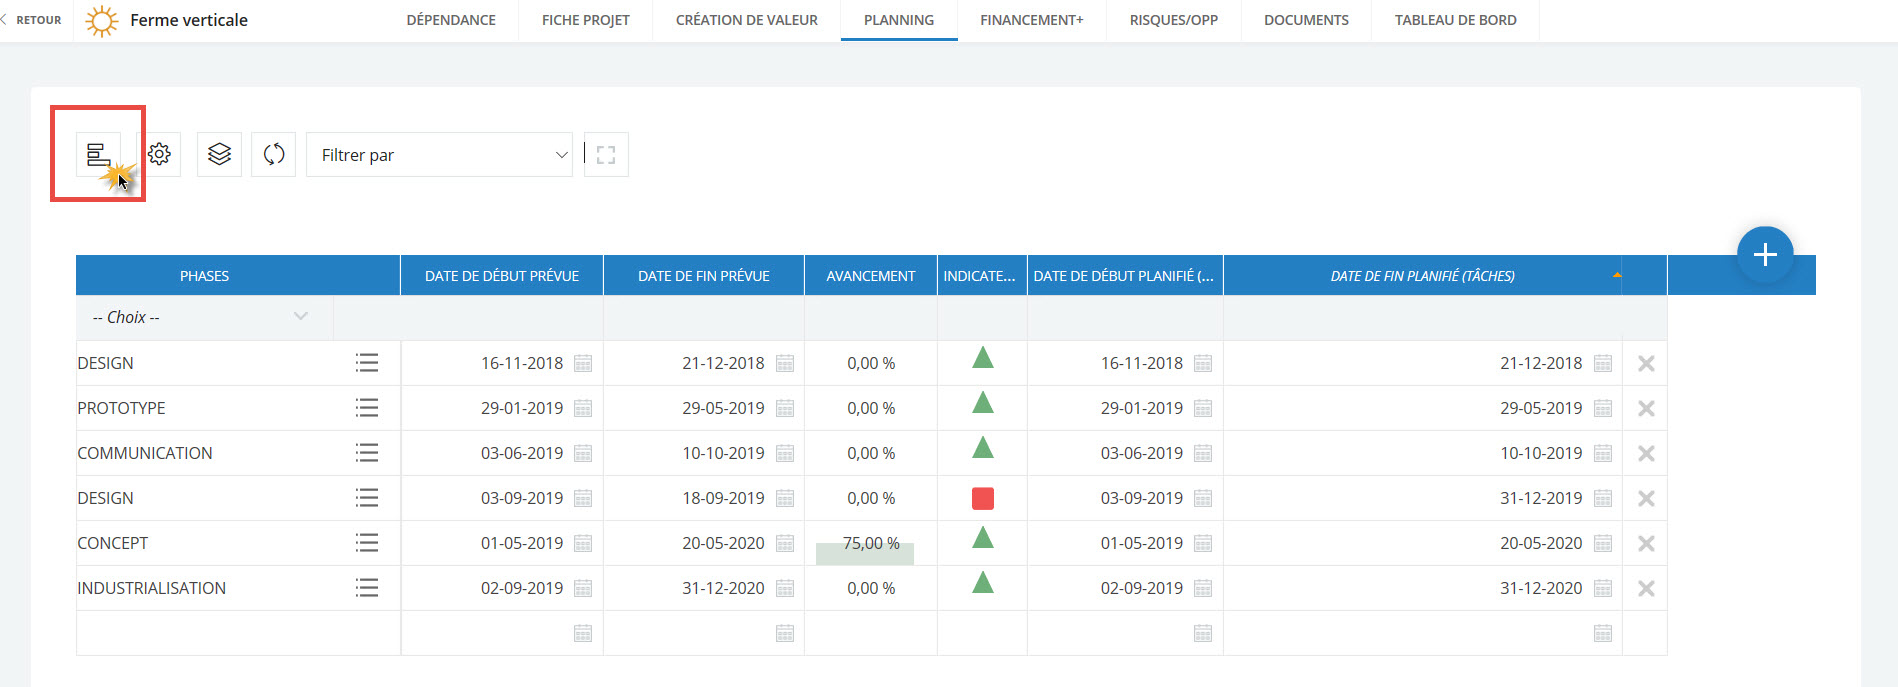 RETOUR Ferme verticale DÉPENDANCE FICHE PROJET CRÉATION DE VALEUR PLANNING FINANCEMENT+ RISQUES/OPP DOCUMENTS TABLEAU DE BORD
Filtrer par
PHASES DATE DE DÉBUT PRÉVUE DATE DE FIN PRÉVUE AVANCEMENT INDICATE... DATE DE DÉBUT PLANIFIÉ (... DATE DE FIN PLANIFIÉ (TÂCHES)
-- Choix --
DESIGN 16-11-2018 21-12-2018 0,00 % 16-11-2018 21-12-2018
PROTOTYPE 29-01-2019 29-05-2019 0,00 % 29-01-2019 29-05-2019
COMMUNICATION 03-06-2019 10-10-2019 0,00 % 03-06-2019 10-10-2019
DESIGN 03-09-2019 18-09-2019 0,00 % 03-09-2019 31-12-2019
CONCEPT 01-05-2019 20-05-2020 75,00 % 01-05-2019 20-05-2020
INDUSTRIALISATION 02-09-2019 31-12-2020 0,00 % 02-09-2019 31-12-2020